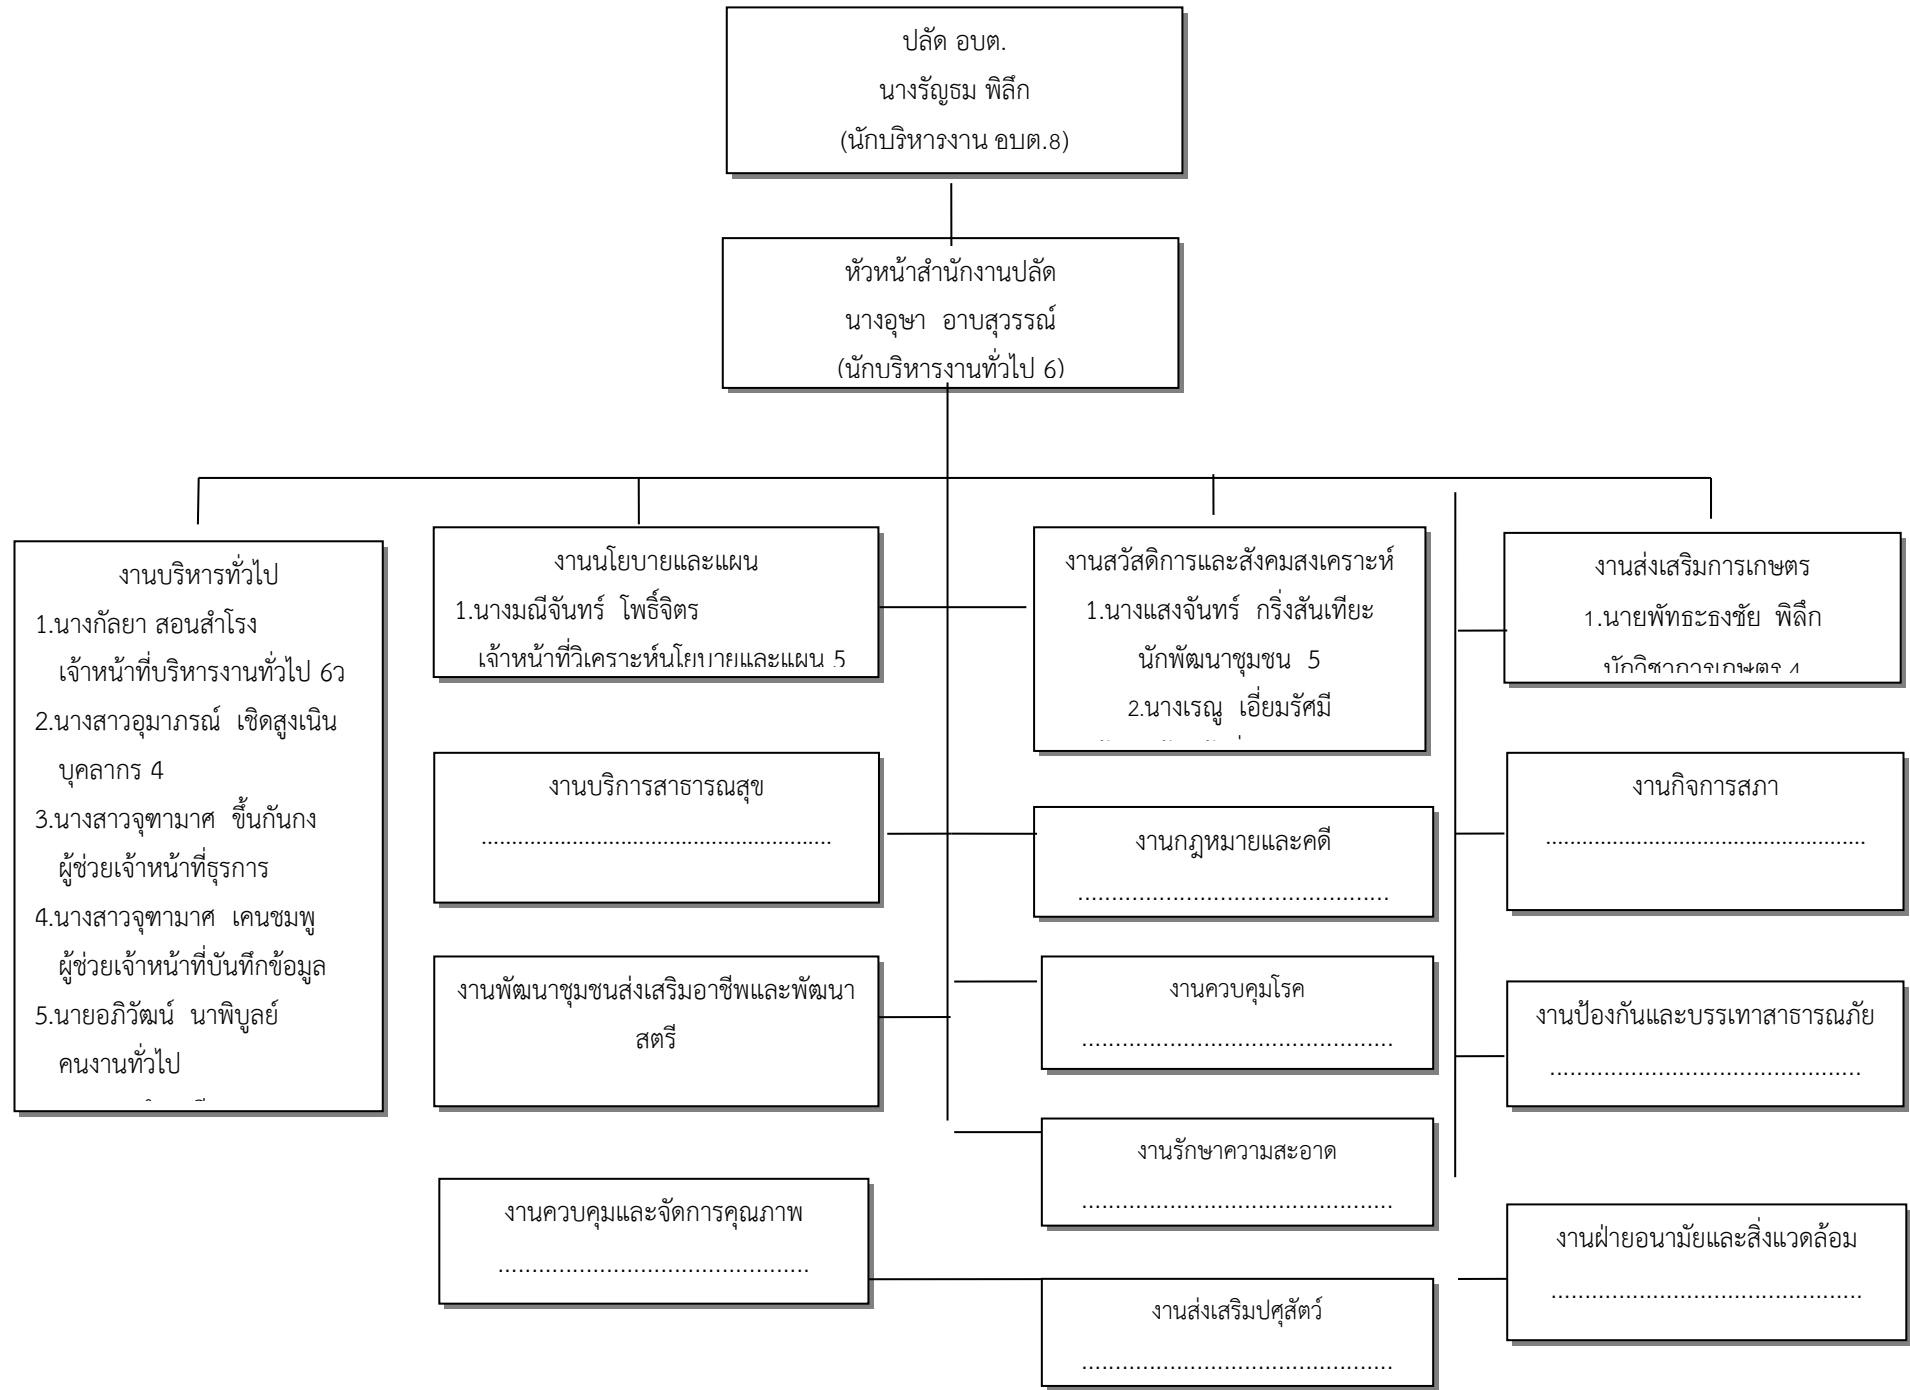 ปลัด อบต.
นางรัญธม พิลึก
(นักบริหารงาน อบต.8)
หัวหน้าสำนักงานปลัด
นางอุษา  อาบสุวรรณ์
(นักบริหารงานทั่วไป 6)
งานบริหารทั่วไป
1.นางกัลยา สอนสำโรง
เจ้าหน้าที่บริหารงานทั่วไป 6ว
2.นางสาวอุมาภรณ์  เชิดสูงเนิน
บุคลากร 4
3.นางสาวจุฑามาศ  ขึ้นกันกง
ผู้ช่วยเจ้าหน้าที่ธุรการ
4.นางสาวจุฑามาศ  เคนชมพู
ผู้ช่วยเจ้าหน้าที่บันทึกข้อมูล
5.นายอภิวัฒน์  นาพิบูลย์
คนงานทั่วไป
งานนโยบายและแผน
1.นางมณีจันทร์  โพธิ์จิตร
เจ้าหน้าที่วิเคราะห์นโยบายและแผน 5
งานสวัสดิการและสังคมสงเคราะห์
1.นางแสงจันทร์  กริ่งสันเทียะ
นักพัฒนาชุมชน  5
2.นางเรณู  เอี่ยมรัศมี
งานส่งเสริมการเกษตร
1.นายพัทธะธงชัย  พิลึก
นักวิชาการเกษตร 4
งานบริการสาธารณสุข
..........................................................
งานกฎหมายและคดี
..............................................
งานกิจการสภา
.....................................................
งานพัฒนาชุมชนส่งเสริมอาชีพและพัฒนา
สตรี
งานควบคุมโรค
..............................................
งานป้องกันและบรรเทาสาธารณภัย
..............................................
งานรักษาความสะอาด
..............................................
งานควบคุมและจัดการคุณภาพ
..............................................
งานฝ่ายอนามัยและสิ่งแวดล้อม
..............................................
งานส่งเสริมปศุสัตว์
..............................................